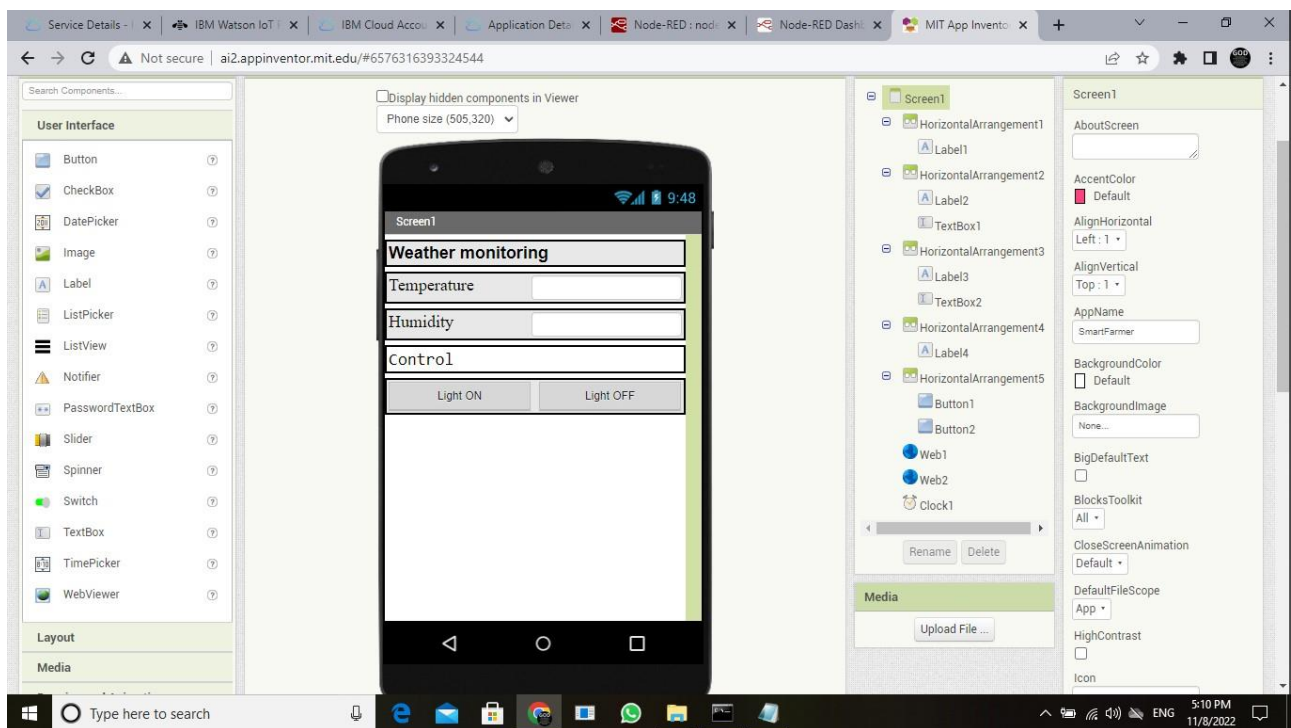 Service Details - I
IBM Watson IoT
IBM Cloud Accou
Application Deta
Node-RED : node
Node-RED Dashb
MIT App Invento
Not secure | ai2.appinventor.mit.edu/#6576316393324544
Search Components...
User Interface
Button
CheckBox
DatePicker
Image
Label
ListPicker
ListView
Notifier
PasswordTextBox
Slider
Spinner
Switch
TextBox
TimePicker
WebViewer
Layout
Media
Display hidden components in Viewer
Phone size (505,320)
9:48
Screen1
Weather monitoring
Temperature
Humidity
Control
Light ON Light OFF
Screen1
HorizontalArrangement1
Label1
HorizontalArrangement2
Label2
TextBox1
HorizontalArrangement3
Label3
TextBox2
HorizontalArrangement4
Label4
HorizontalArrangement5
Button1
Button2
Web1
Web2
Clock1
Rename Delete
Media
Upload File ...
Screen1
AboutScreen
AccentColor
Default
AlignHorizontal
Left : 1
AlignVertical
Top : 1
AppName
SmartFarmer
BackgroundColor
Default
BackgroundImage
None...
BigDefaultText
BlocksToolkit
All
CloseScreenAnimation
Default
DefaultFileScope
App
HighContrast
Icon
Type here to search
ENG
5:10 PM
11/8/2022